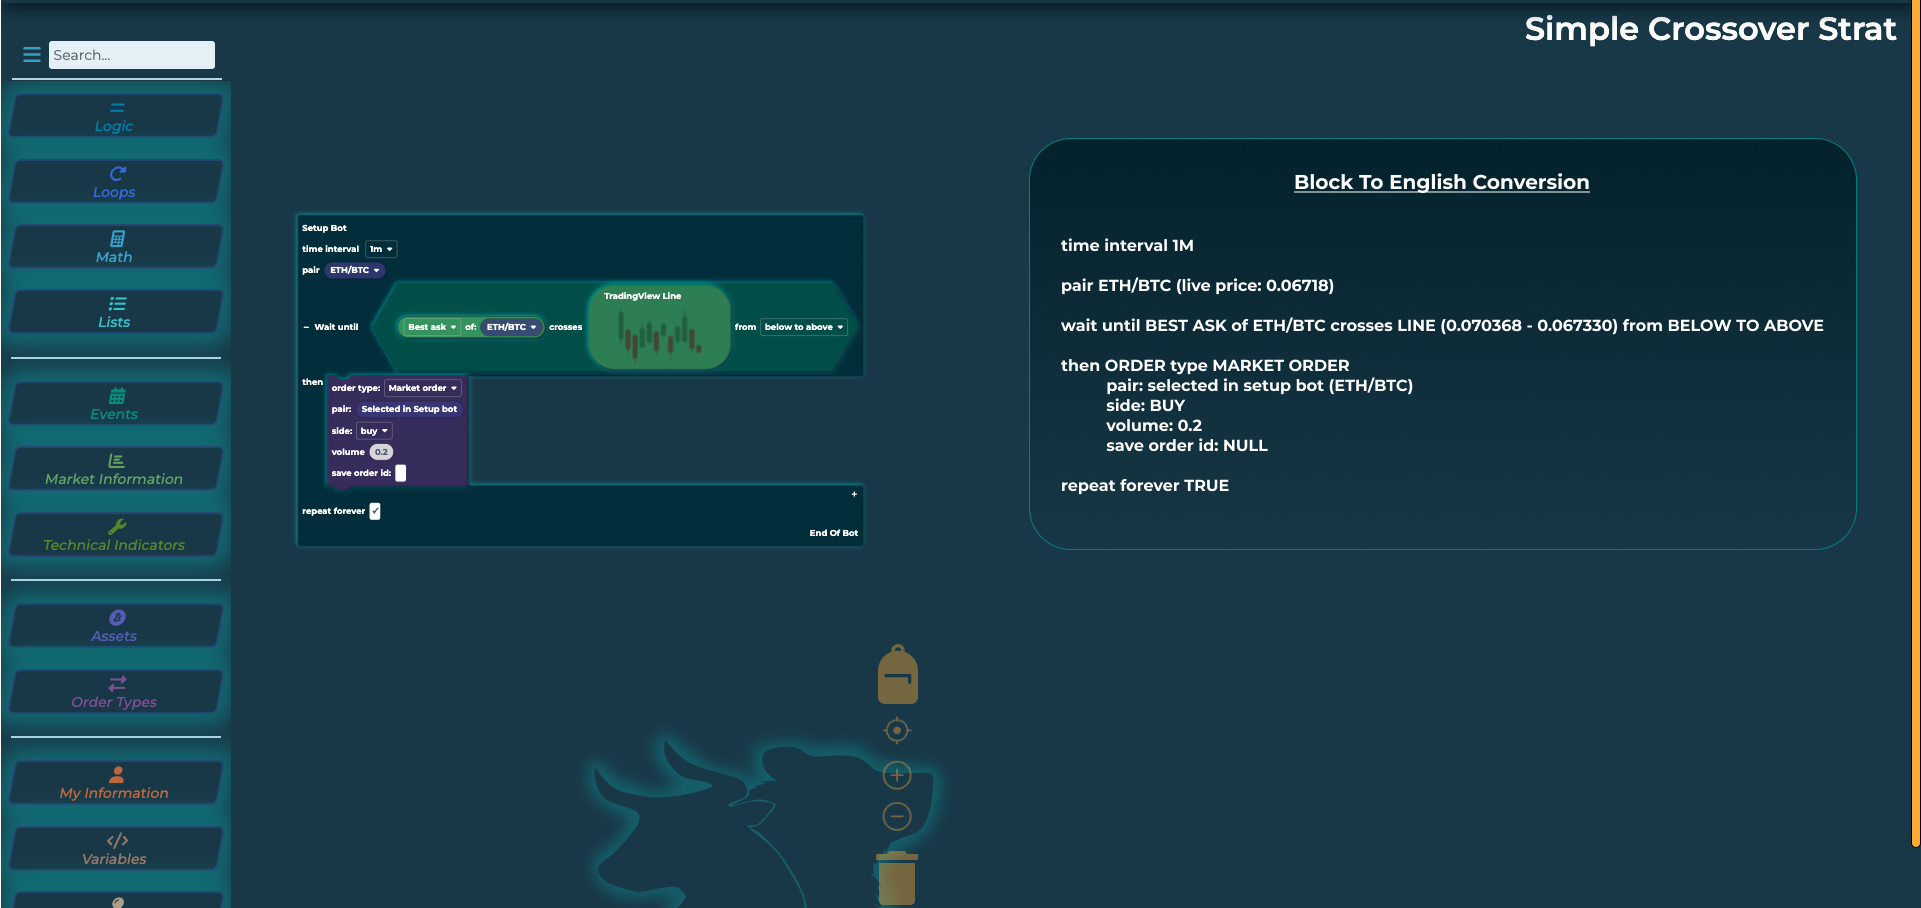 Simple Crossover Strat
Search...
Logic
Loops
Math
Lists
Events
Market Information
Technical Indicators
Assets
Order Types
My Information
Variables
Setup Bot
time interval 1m
pair ETH/BTC
TradingView Line
– Wait until Best ask of: ETH/BTC crosses from below to above
then
order type: Market order
pair: Selected in Setup bot
side: buy
volume 0.2
save order id:
+
repeat forever ✓
End Of Bot
Block To English Conversion
time interval 1M
pair ETH/BTC (live price: 0.06718)
wait until BEST ASK of ETH/BTC crosses LINE (0.070368 - 0.067330) from BELOW TO ABOVE
then ORDER type MARKET ORDER
pair: selected in setup bot (ETH/BTC)
side: BUY
volume: 0.2
save order id: NULL
repeat forever TRUE